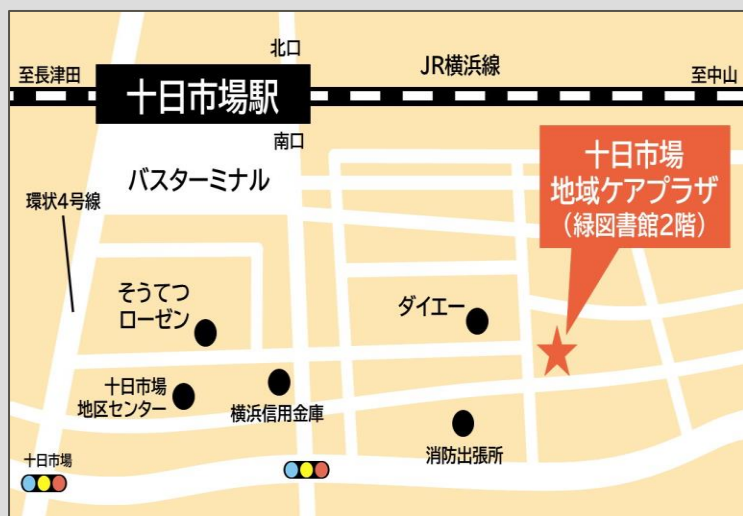 北口
JR横浜線
至長津田
至中山
十日市場駅
南口
バスターミナル
環状4号線
十日市場
地域ケアプラザ
（緑図書館2階）
そうてつ
ローゼン
ダイエー
十日市場
地区センター
横浜信用金庫
消防出張所
十日市場